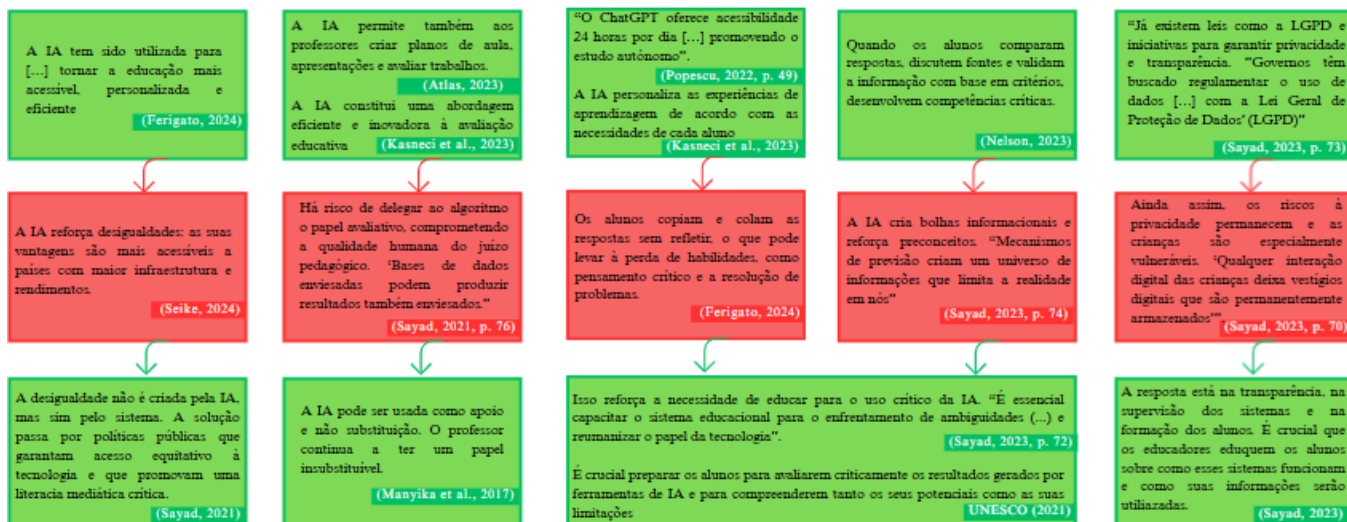 A IA tem sido utilizada para
[...] tornar a educação mais
acessível, personalizada e
eficiente
(Ferigato, 2024)
A IA permite também aos
professores criar planos de aula,
apresentações e avaliar trabalhos.
(Atlas, 2023)
A IA constitui uma abordagem
eficiente e inovadora à avaliação
educativa
(Kasneci et al., 2023)
“O ChatGPT oferece acessibilidade
24 horas por dia [...] promovendo o
estudo autónomo”.
(Popescu, 2022, p. 49)
A IA personaliza as experiências de
aprendizagem de acordo com as
necessidades de cada aluno
(Kasneci et al., 2023)
Quando os alunos comparam
respostas, discutem fontes e validam
a informação com base em critérios,
desenvolvem competências críticas.
(Nelson, 2023)
“Já existem leis como a LGPD e
iniciativas para garantir privacidade
e transparência. "Governos têm
buscado regulamentar o uso de
dados [...] com a Lei Geral de
Proteção de Dados' (LGPD)”
(Sayad, 2023, p. 73)
A IA reforça desigualdades: as suas
vantagens são mais acessíveis a
países com maior infraestrutura e
rendimentos.
(Seike, 2024)
Há risco de delegar ao algoritmo
o papel avaliativo, comprometendo
a qualidade humana do juízo
pedagógico. ‘Bases de dados
enviesadas podem produzir
resultados também enviesados.”
(Sayad, 2021, p. 76)
Os alunos copiam e colam as
respostas sem refletir, o que pode
levar à perda de habilidades, como
pensamento crítico e a resolução de
problemas.
(Ferigato, 2024)
A IA cria bolhas informacionais e
reforça preconceitos. “Mecanismos
de previsão criam um universo de
informações que limita a realidade
em nós”
(Sayad, 2023, p. 74)
Ainda assim, os riscos à
privacidade permanecem e as
crianças são especialmente
vulneráveis. ‘Qualquer interação
digital das crianças deixa vestígios
digitais que são permanentemente
armazenados’”
(Sayad, 2023, p. 70)
A desigualdade não é criada pela IA,
mas sim pelo sistema. A solução
passa por políticas públicas que
garantam acesso equitativo à
tecnologia e que promovam uma
literacia mediática crítica.
(Sayad, 2021)
A IA pode ser usada como apoio
e não substituição. O professor
continua a ter um papel
insubstituível.
(Manyika et al., 2017)
Isso reforça a necessidade de educar para o uso crítico da IA. “É essencial
capacitar o sistema educacional para o enfrentamento de ambiguidades (...) e
reumanizar o papel da tecnologia”.
(Sayad, 2023, p. 72)
É crucial preparar os alunos para avaliarem criticamente os resultados gerados por
ferramentas de IA e para compreenderem tanto os seus potenciais como as suas
limitações
UNESCO (2021)
A resposta está na transparência, na
supervisão dos sistemas e na
formação dos alunos. É crucial que
os educadores eduquem os alunos
sobre como esses sistemas funcionam
e como suas informações serão
utiliazadas.
(Sayad, 2023)